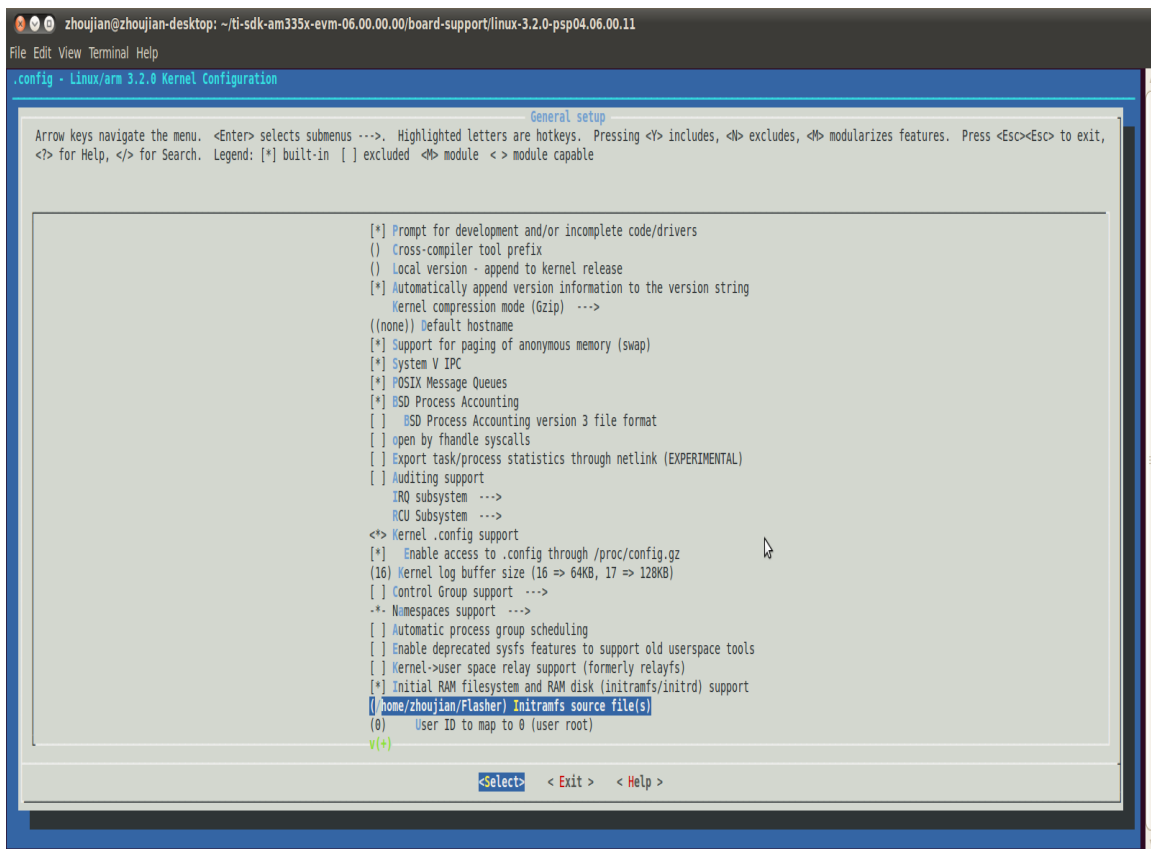 zhoujian@zhoujian-desktop: ~/ti-sdk-am335x-evm-06.00.00.00/board-support/linux-3.2.0-psp04.06.00.11
File Edit View Terminal Help
.config - Linux/arm 3.2.0 Kernel Configuration
General setup
Arrow keys navigate the menu. <Enter> selects submenus --->. Highlighted letters are hotkeys. Pressing <Y> includes, <N> excludes, <M> modularizes features. Press <Esc><Esc> to exit,
<?> for Help, </> for Search. Legend: [*] built-in [ ] excluded <M> module < > module capable
[*] Prompt for development and/or incomplete code/drivers
() Cross-compiler tool prefix
() Local version - append to kernel release
[*] Automatically append version information to the version string
Kernel compression mode (Gzip) --->
((none)) Default hostname
[*] Support for paging of anonymous memory (swap)
[*] System V IPC
[*] POSIX Message Queues
[*] BSD Process Accounting
[ ] BSD Process Accounting version 3 file format
[ ] open by fhandle syscalls
[ ] Export task/process statistics through netlink (EXPERIMENTAL)
[ ] Auditing support
IRQ subsystem --->
RCU Subsystem --->
<*> Kernel .config support
[*] Enable access to .config through /proc/config.gz
(16) Kernel log buffer size (16 => 64KB, 17 => 128KB)
[ ] Control Group support --->
-*- Namespaces support --->
[ ] Automatic process group scheduling
[ ] Enable deprecated sysfs features to support old userspace tools
[ ] Kernel->user space relay support (formerly relayfs)
[*] Initial RAM filesystem and RAM disk (initramfs/initrd) support
(/home/zhoujian/Flasher) Initramfs source file(s)
(0) User ID to map to 0 (user root)
v(+)
<Select> < Exit > < Help >